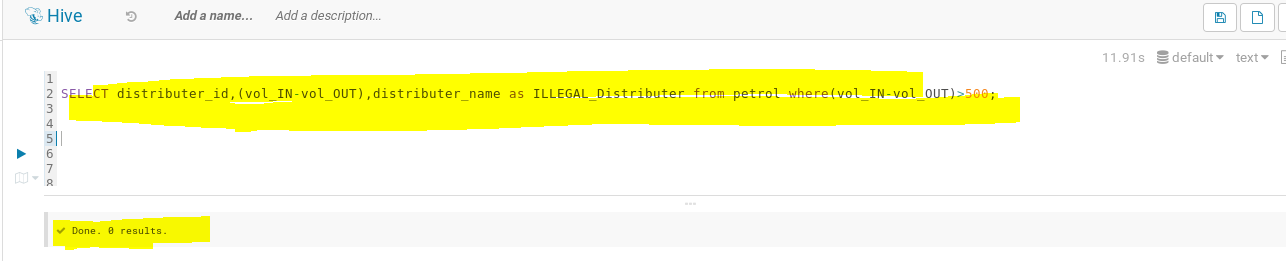 Hive
Add a name...
Add a description...
11.91s
default
text
1
2 SELECT distributer_id,(vol_IN-vol_OUT),distributer_name as ILLEGAL_Distributer from petrol where(vol_IN-vol_OUT)>500;
3
4
5
6
7
8
...
Done. 0 results.